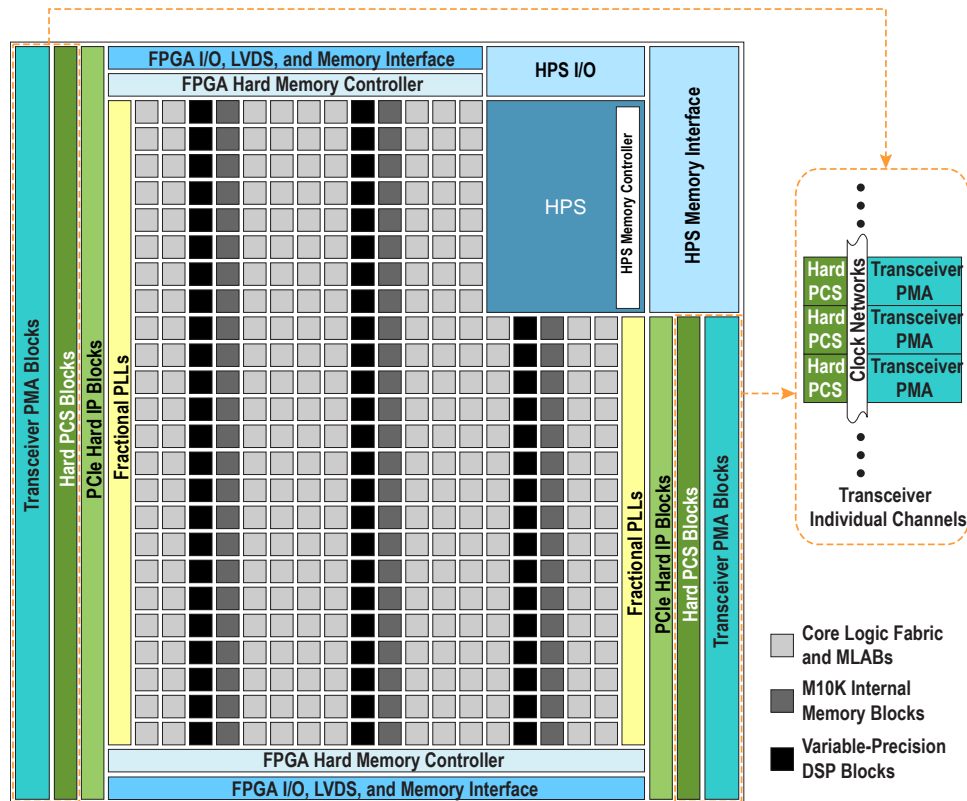 FPGA I/O, LVDS, and Memory Interface
FPGA Hard Memory Controller
HPS I/O
HPS
HPS Memory Controller
HPS Memory Interface
Transceiver PMA Blocks
Hard PCS Blocks
PCIe Hard IP Blocks
Fractional PLLs
Fractional PLLs
PCIe Hard IP Blocks
Hard PCS Blocks
Transceiver PMA Blocks
FPGA Hard Memory Controller
FPGA I/O, LVDS, and Memory Interface
Hard
PCS
Hard
PCS
Hard
PCS
Clock Networks
Transceiver
PMA
Transceiver
PMA
Transceiver
PMA
Transceiver
Individual Channels
Core Logic Fabric
and MLABs
M10K Internal
Memory Blocks
Variable-Precision
DSP Blocks